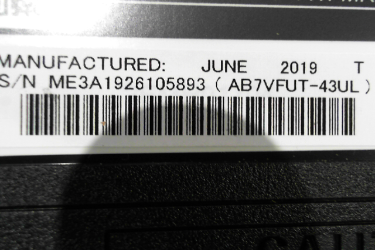 MANUFACTURED: JUNE 2019 T
S/N ME3A1926105893 ( AB7VFUT-43UL )